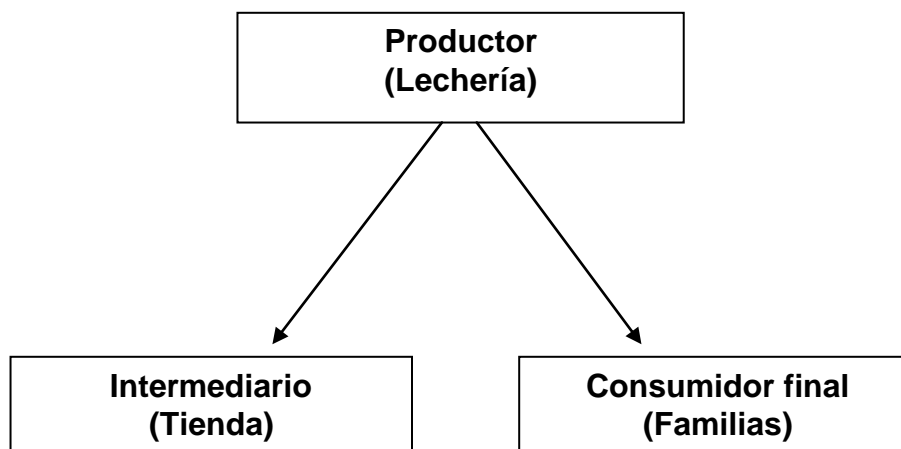 Productor
(Lechería)
Intermediario
(Tienda)
Consumidor final
(Familias)